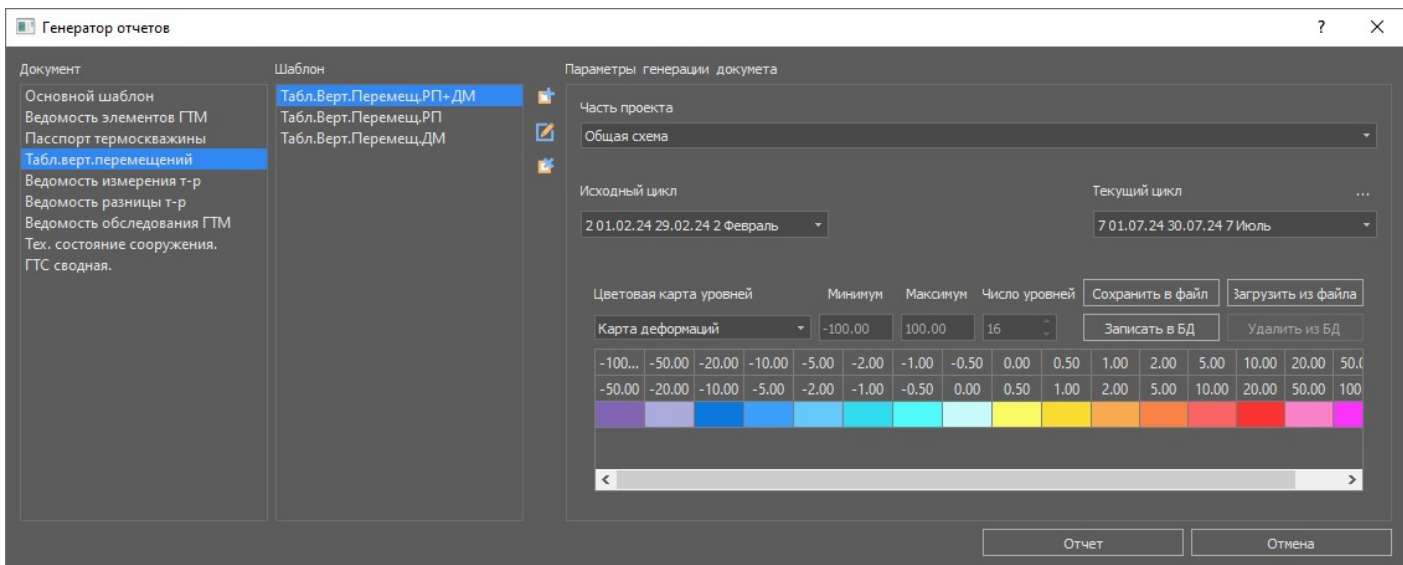 Генератор отчетов ? ×
Документ
Основной шаблон
Ведомость элементов ГТМ
Пасспорт термоскважины
Табл.верт.перемещений
Ведомость измерения т-р
Ведомость разницы т-р
Ведомость обследования ГТМ
Тех. состояние сооружения.
ГТС сводная.
Шаблон
Табл.Верт.Перемещ.РП+ДМ
Табл.Верт.Перемещ.РП
Табл.Верт.Перемещ.ДМ
Параметры генерации докумета
Часть проекта
Общая схема
Исходный цикл
2 01.02.24 29.02.24 2 Февраль
Текущий цикл ...
7 01.07.24 30.07.24 7 Июль
Цветовая карта уровней Минимум Максимум Число уровней Сохранить в файл Загрузить из файла
Карта деформаций -100.00 100.00 16 Записать в БД Удалить из БД
-100... -50.00 -20.00 -10.00 -5.00 -2.00 -1.00 -0.50 0.00 0.50 1.00 2.00 5.00 10.00 20.00 50.0
-50.00 -20.00 -10.00 -5.00 -2.00 -1.00 -0.50 0.00 0.50 1.00 2.00 5.00 10.00 20.00 50.00 100
Отчет Отмена